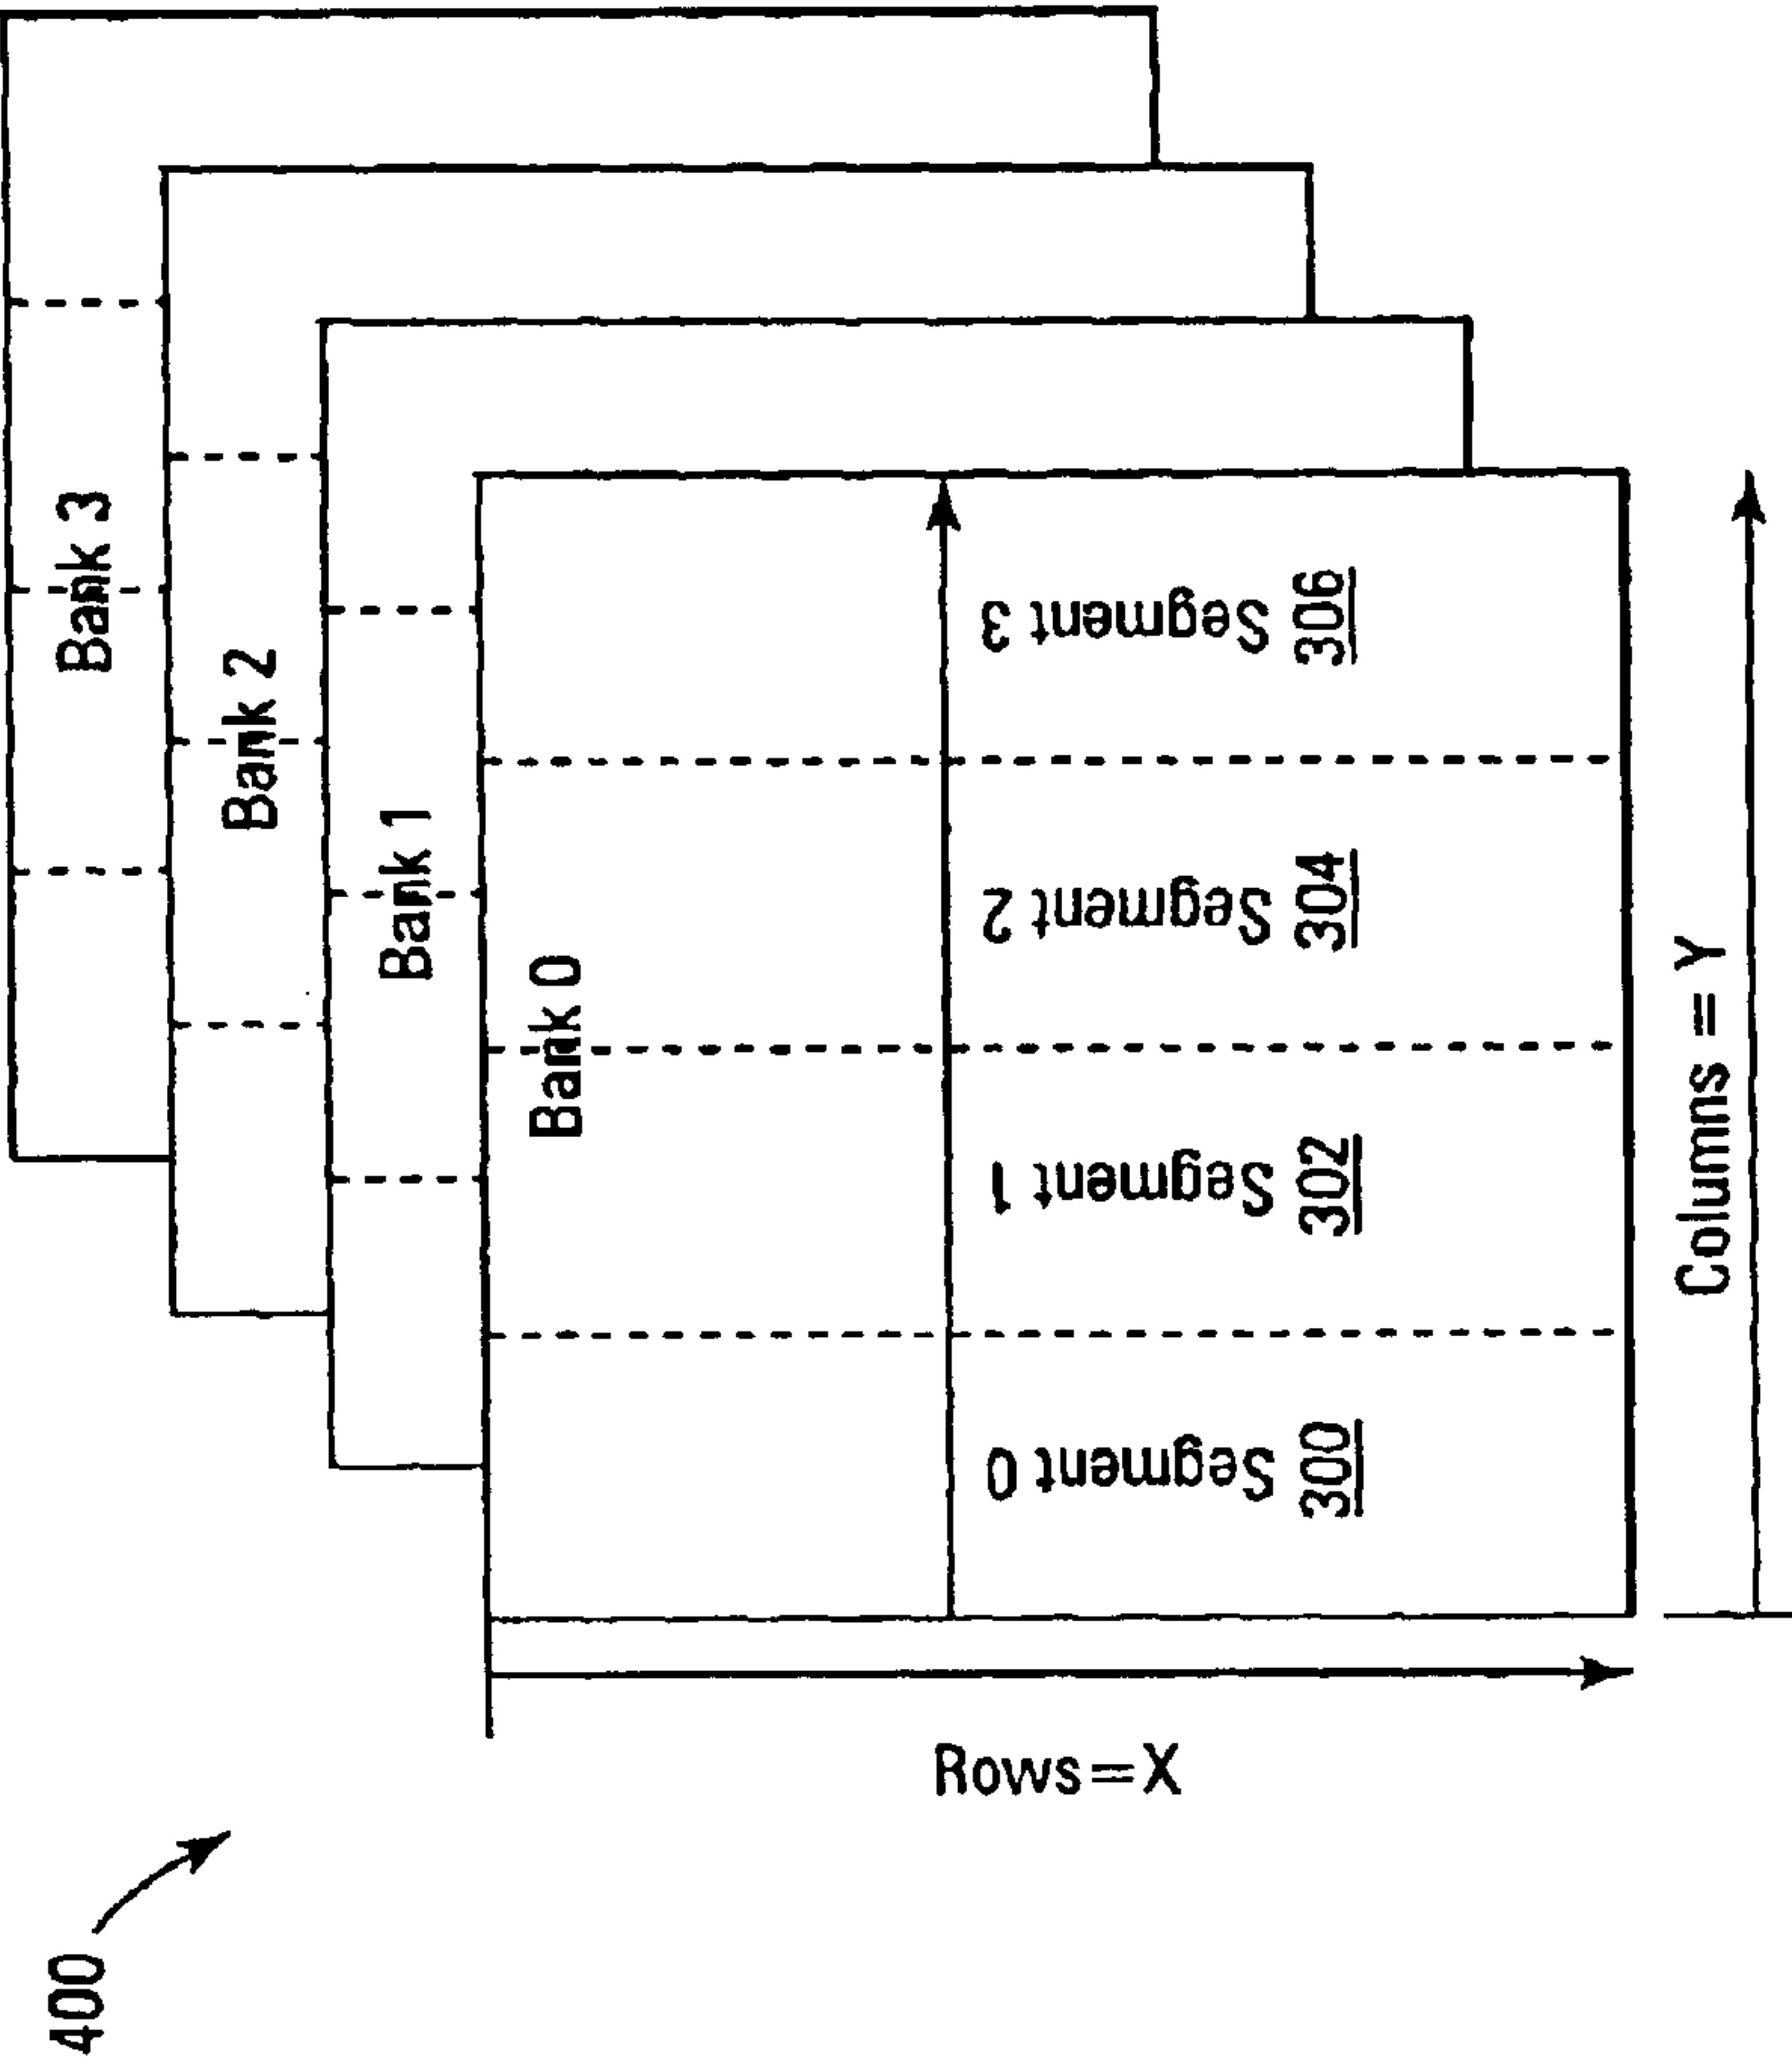 400
Bank 3
Bank 2
Bank 1
Bank 0
Rows=X
Segment 0
300
Segment 1
302
Segment 2
304
Segment 3
306
Columns = Y